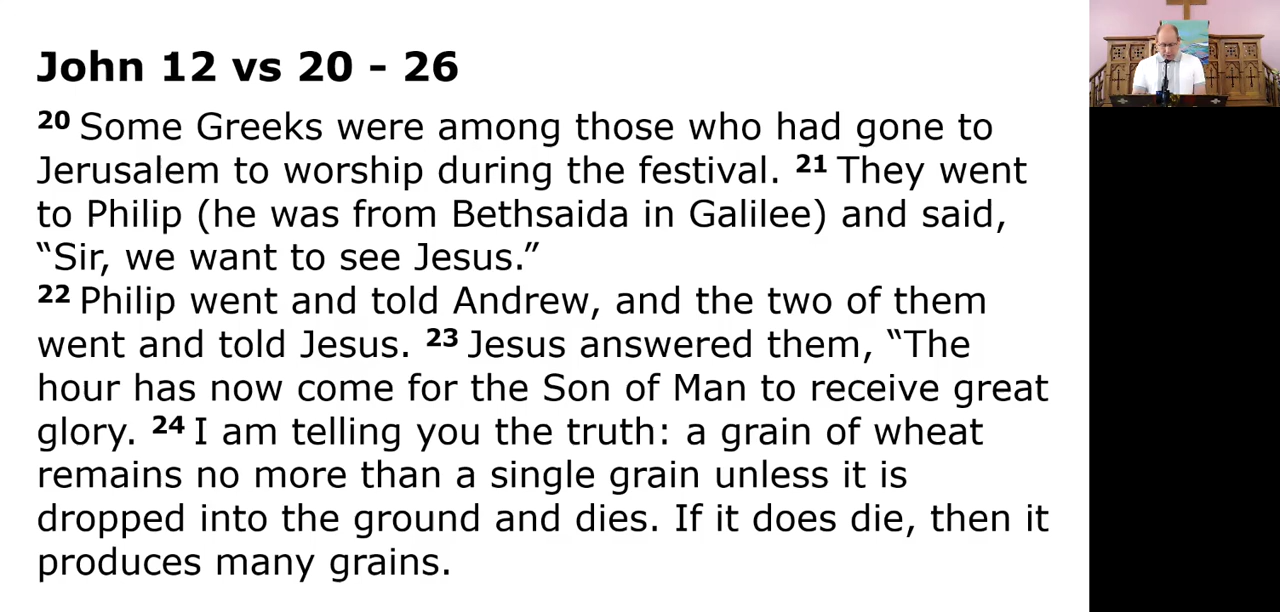 John 12 vs 20 - 26
20 Some Greeks were among those who had gone to
Jerusalem to worship during the festival. 21 They went
to Philip (he was from Bethsaida in Galilee) and said,
“Sir, we want to see Jesus.”
22 Philip went and told Andrew, and the two of them
went and told Jesus. 23 Jesus answered them, “The
hour has now come for the Son of Man to receive great
glory. 24 I am telling you the truth: a grain of wheat
remains no more than a single grain unless it is
dropped into the ground and dies. If it does die, then it
produces many grains.